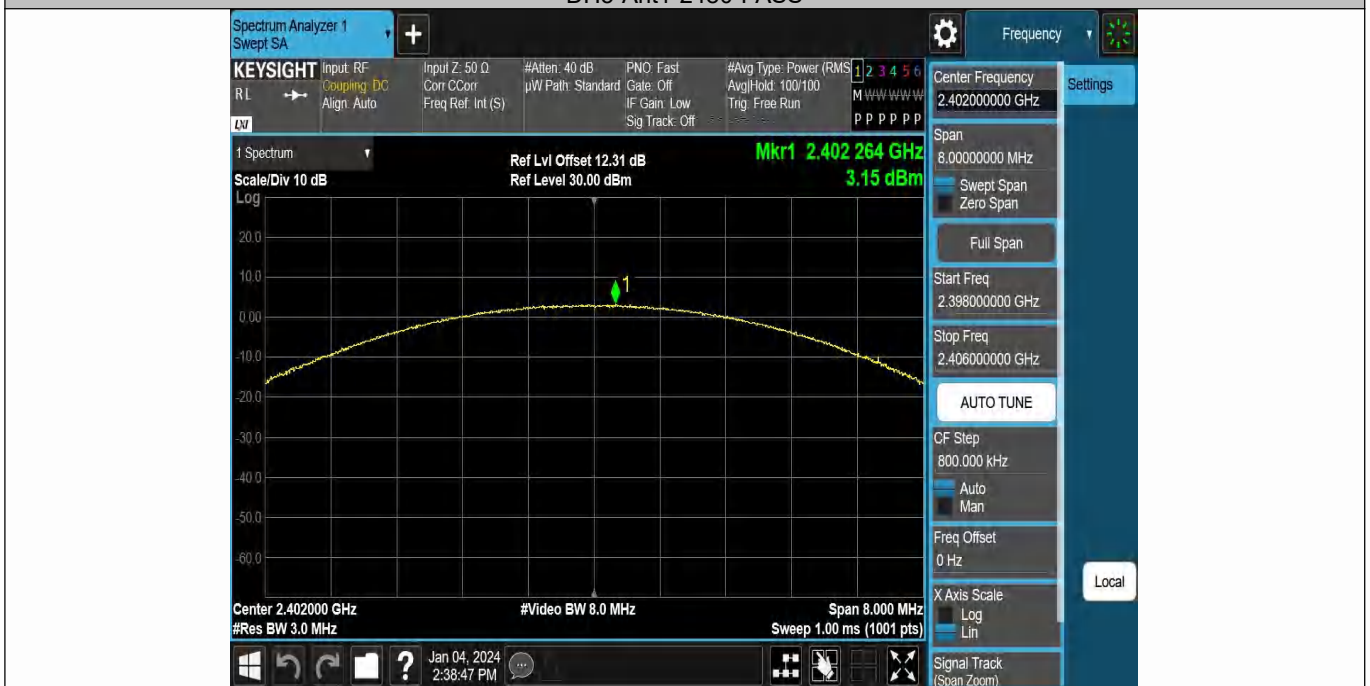 Spectrum Analyzer 1
Swept SA
+
Frequency
KEYSIGHT
RL
LXI
Input: RF
Coupling: DC
Align: Auto
Input Z: 50 Ω
Corr CCorr
Freq Ref: Int (S)
#Atten: 40 dB
µW Path: Standard
PNO: Fast
Gate: Off
IF Gain: Low
Sig Track: Off
#Avg Type: Power (RMS
Avg|Hold: 100/100
Trig: Free Run
1 2 3 4 5 6
M W W W W W
P P P P P P
1 Spectrum
Scale/Div 10 dB
Log
Ref Lvl Offset 12.31 dB
Ref Level 30.00 dBm
Mkr1 2.402 264 GHz
3.15 dBm
1
20.0
10.0
0.00
-10.0
-20.0
-30.0
-40.0
-50.0
-60.0
Center 2.402000 GHz
#Res BW 3.0 MHz
#Video BW 8.0 MHz
Span 8.000 MHz
Sweep 1.00 ms (1001 pts)
?
Jan 04, 2024
2:38:47 PM
Center Frequency
2.402000000 GHz
Settings
Span
8.00000000 MHz
Swept Span
Zero Span
Full Span
Start Freq
2.398000000 GHz
Stop Freq
2.406000000 GHz
AUTO TUNE
CF Step
800.000 kHz
Auto
Man
Freq Offset
0 Hz
X Axis Scale
Log
Lin
Local
Signal Track
(Span Zoom)